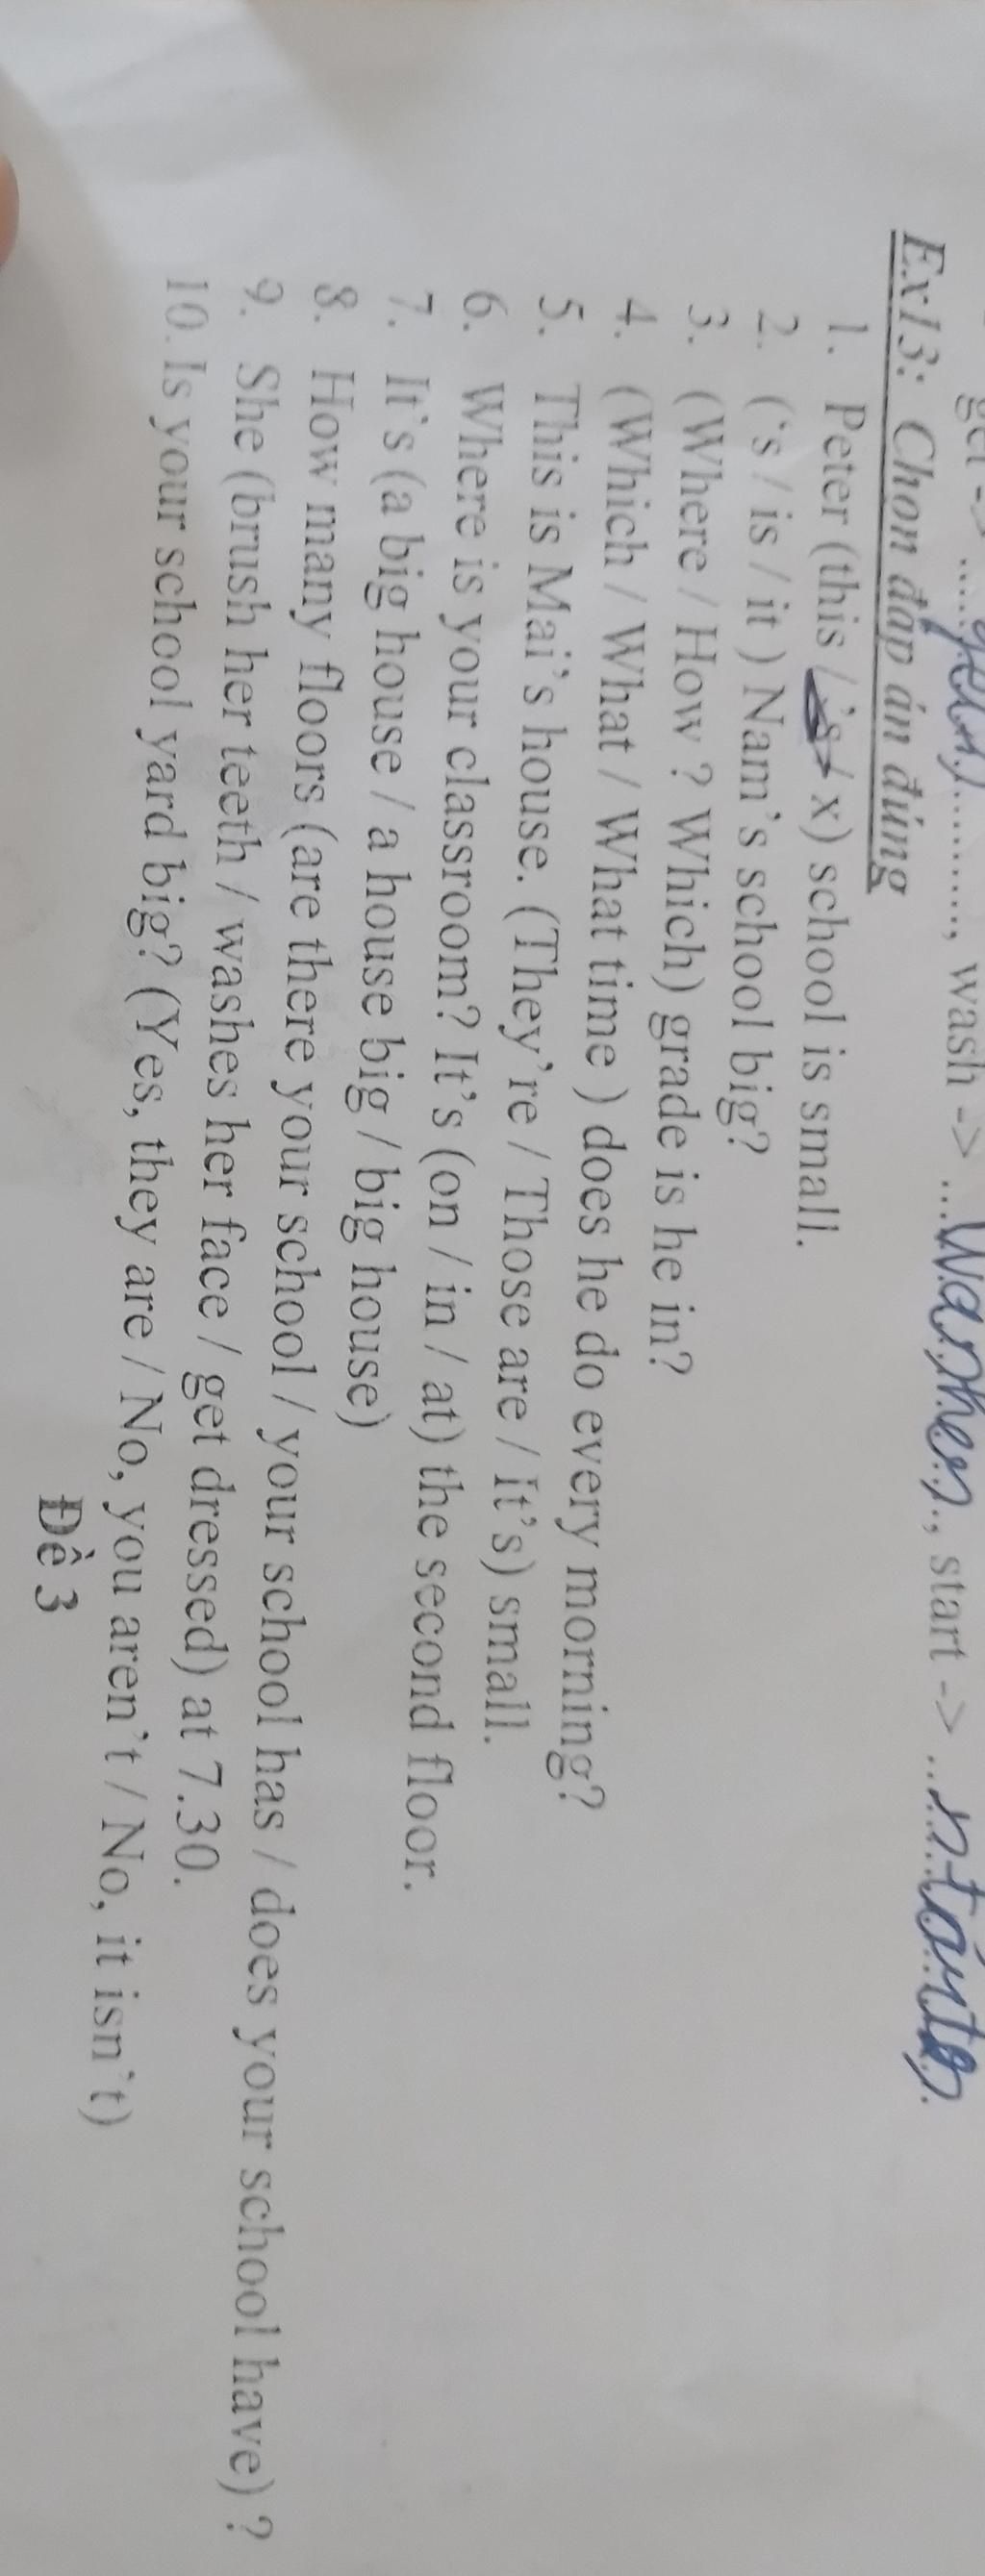 ......., wash -> ...washes., start -> ...starts.
Ex13: Chọn đáp án đúng
1. Peter (this / 's / x) school is small.
2. ('s / is / it ) Nam's school big?
3. (Where / How ? Which) grade is he in?
4. (Which / What / What time ) does he do every morning?
5. This is Mai's house. (They're / Those are / It's) small.
6. Where is your classroom? It's (on / in / at) the second floor.
7. It's (a big house / a house big / big house)
8. How many floors (are there your school / your school has / does your school have) ?
9. She (brush her teeth / washes her face / get dressed) at 7.30.
10. Is your school yard big? (Yes, they are / No, you aren't / No, it isn't)
Đề 3